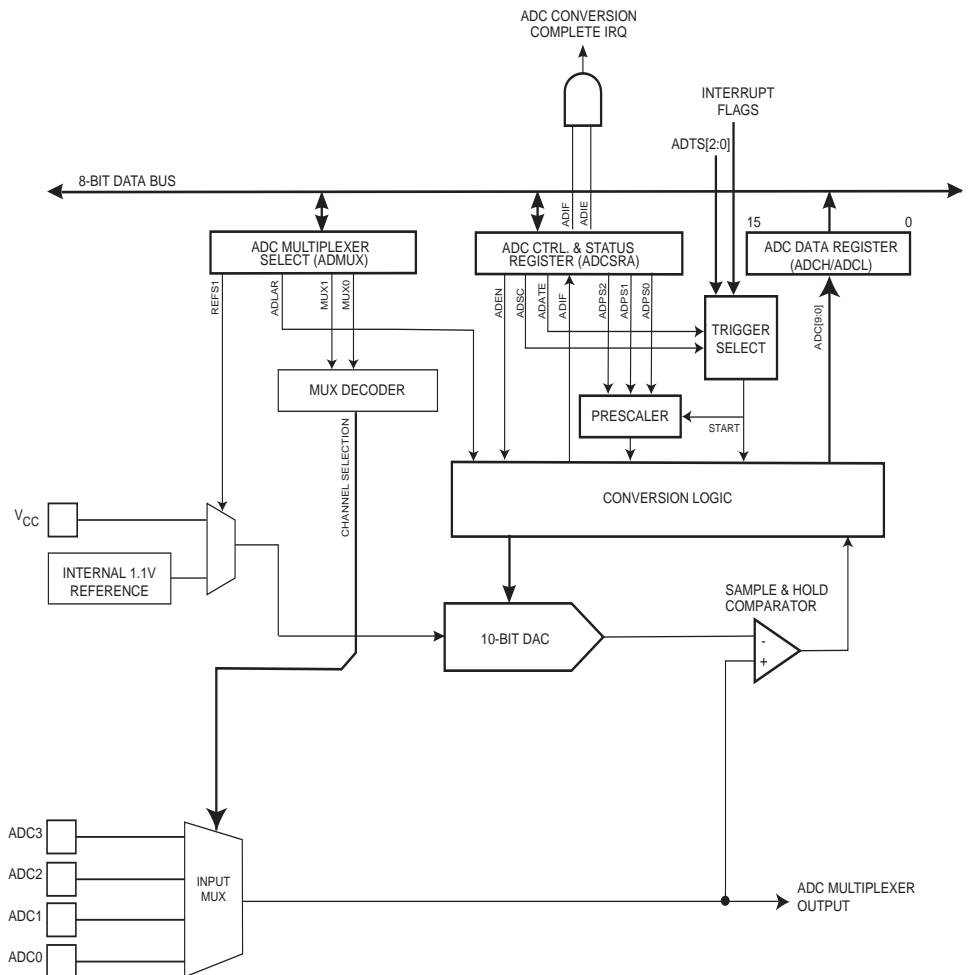 ADC CONVERSION
COMPLETE IRQ
INTERRUPT
FLAGS
ADTS[2:0]
8-BIT DATA BUS
ADIF
ADIE
15
0
ADC MULTIPLEXER
SELECT (ADMUX)
ADC CTRL. & STATUS
REGISTER (ADCSRA)
ADC DATA REGISTER
(ADCH/ADCL)
REFS1
ADLAR
MUX1
MUX0
ADEN
ADSC
ADATE
ADIF
ADPS2
ADPS1
ADPS0
TRIGGER
SELECT
ADC[9:0]
MUX DECODER
PRESCALER
START
CHANNEL SELECTION
CONVERSION LOGIC
VCC
INTERNAL 1.1V
REFERENCE
SAMPLE & HOLD
COMPARATOR
10-BIT DAC
-
+
ADC3
ADC2
ADC1
ADC0
INPUT
MUX
ADC MULTIPLEXER
OUTPUT